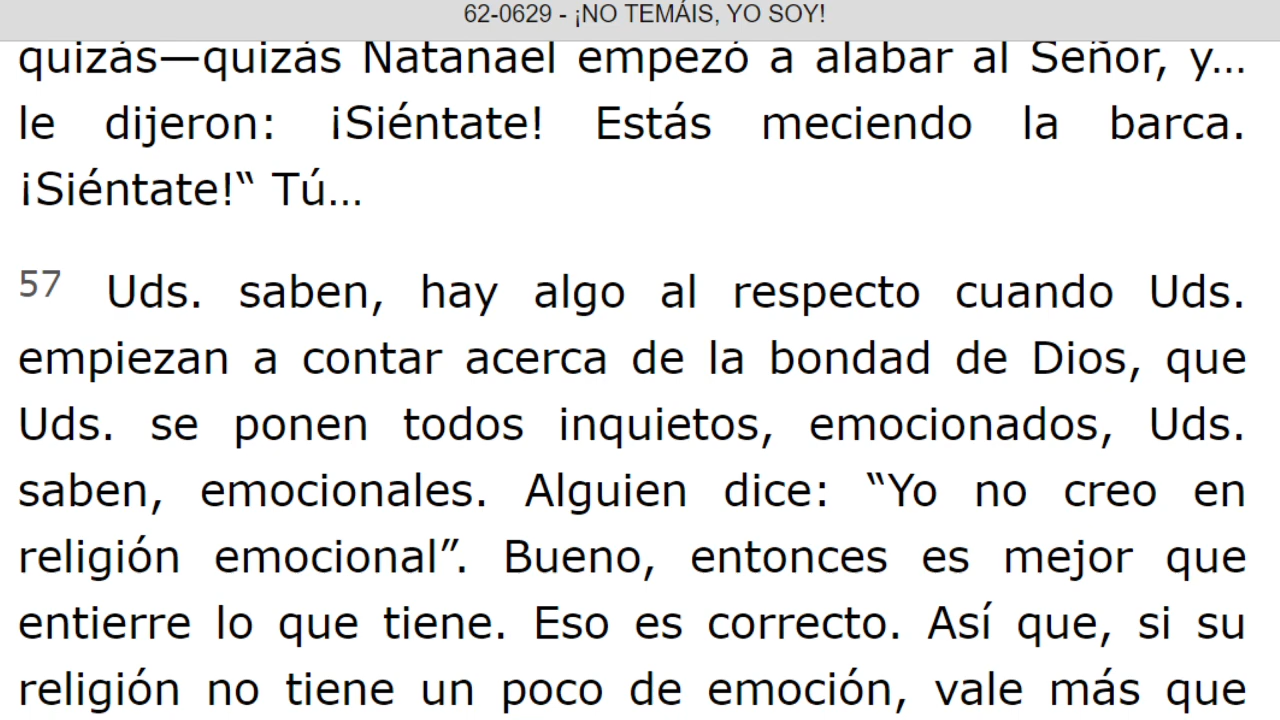 62-0629 - ¡NO TEMÁIS, YO SOY!
quizás—quizás Natanael empezó a alabar al Señor, y...
le dijeron: ¡Siéntate! Estás meciendo la barca.
¡Siéntate!“ Tú...
57 Uds. saben, hay algo al respecto cuando Uds.
empiezan a contar acerca de la bondad de Dios, que
Uds. se ponen todos inquietos, emocionados, Uds.
saben, emocionales. Alguien dice: “Yo no creo en
religión emocional”. Bueno, entonces es mejor que
entierre lo que tiene. Eso es correcto. Así que, si su
religión no tiene un poco de emoción, vale más que